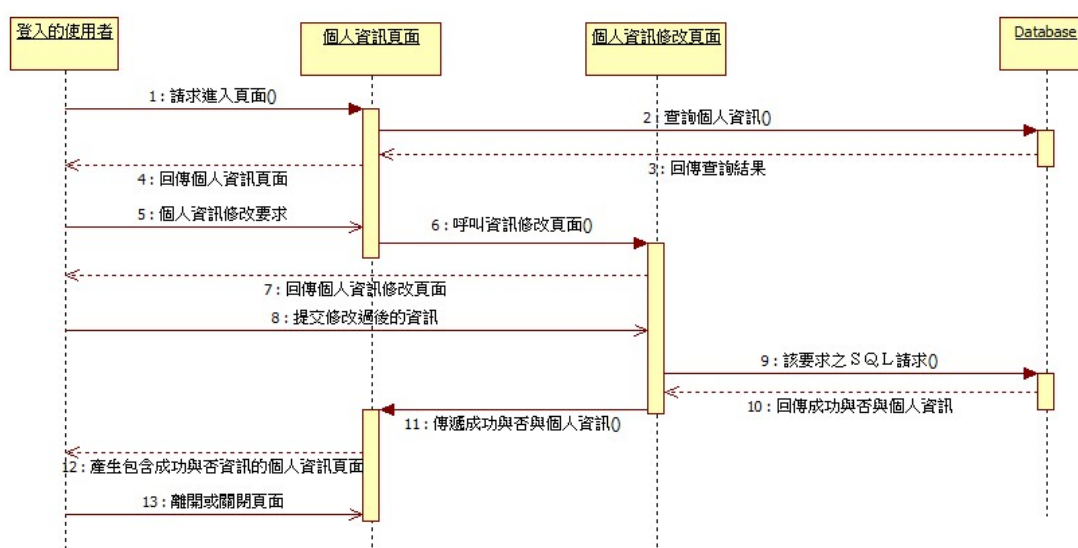 登入的使用者
個人資訊頁面
個人資訊修改頁面
Database
1 : 請求進入頁面()
2 : 查詢個人資訊()
3 : 回傳查詢結果
4 : 回傳個人資訊頁面
5 : 個人資訊修改要求
6 : 呼叫資訊修改頁面()
7 : 回傳個人資訊修改頁面
8 : 提交修改過後的資訊
9 : 該要求之ＳＱＬ請求()
10 : 回傳成功與否與個人資訊
11 : 傳遞成功與否與個人資訊()
12 : 產生包含成功與否資訊的個人資訊頁面
13 : 離開或關閉頁面